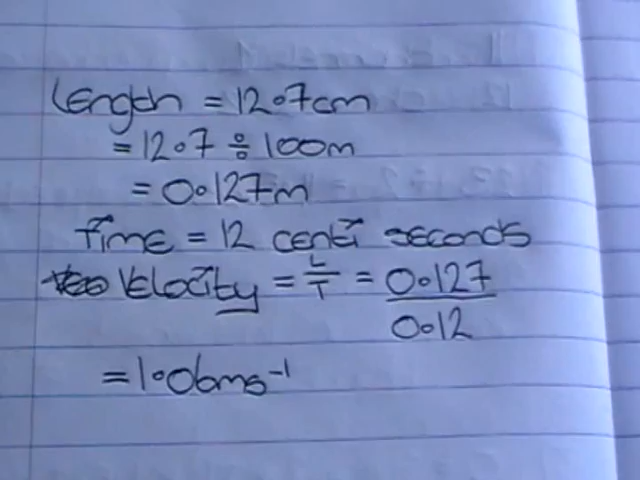 Length = 12.7cm
= 12.7 ÷ 100m
= 0.127m
Time = 12 centi seconds
Velocity = L/T = 0.127/0.12
= 1.06ms⁻¹